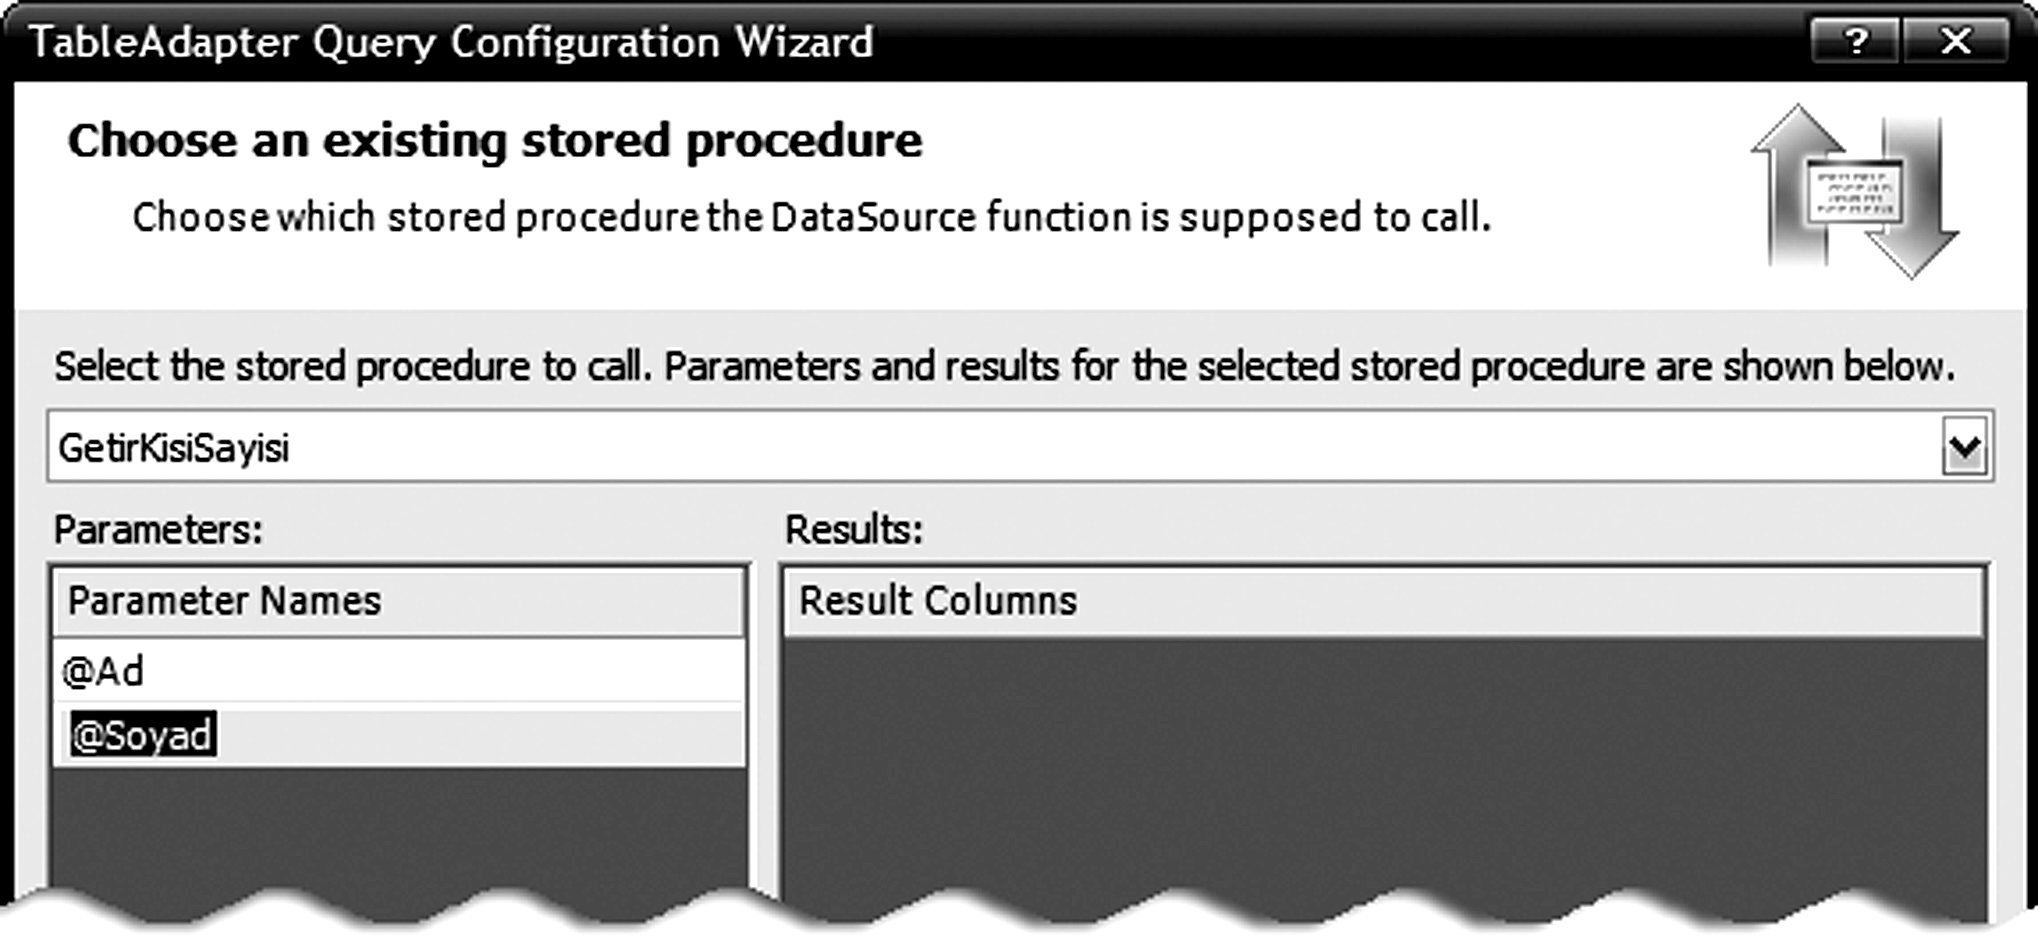 TableAdapter Query Configuration Wizard
Choose an existing stored procedure
Choose which stored procedure the DataSource function is supposed to call.
Select the stored procedure to call. Parameters and results for the selected stored procedure are shown below.
GetirKisiSayisi
Parameters:
Results:
Parameter Names
Result Columns
@Ad
@Soyad